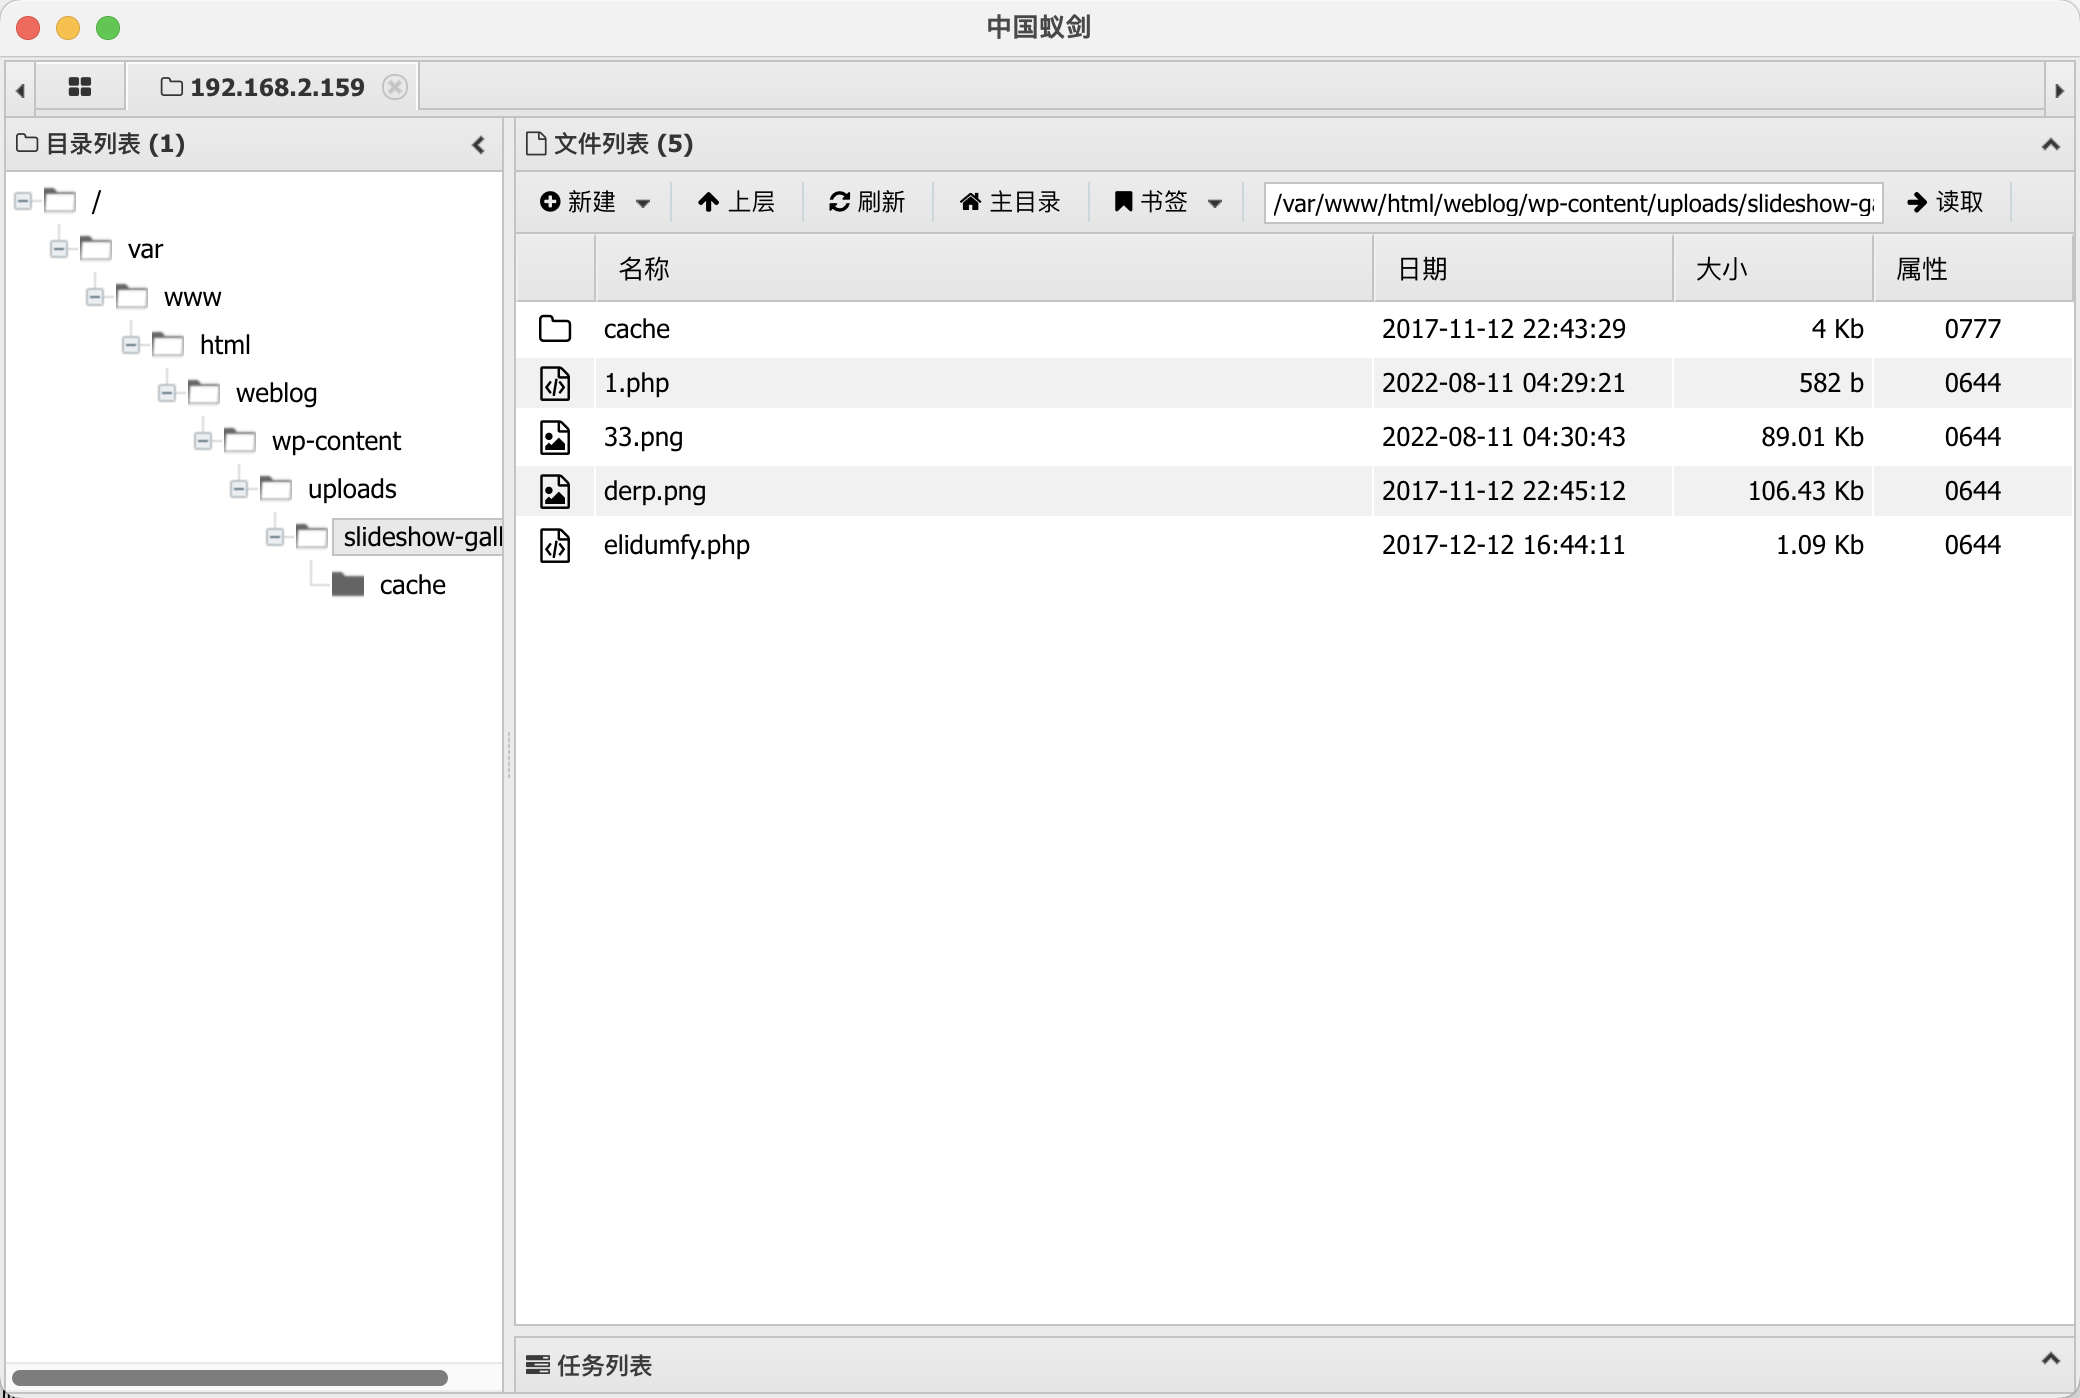 中国蚁剑
192.168.2.159
目录列表 (1)
/
var
www
html
weblog
wp-content
uploads
slideshow-gall
cache
文件列表 (5)
新建 上层 刷新 主目录 书签 /var/www/html/weblog/wp-content/uploads/slideshow-ga 读取
名称 日期 大小 属性
cache 2017-11-12 22:43:29 4 Kb 0777
1.php 2022-08-11 04:29:21 582 b 0644
33.png 2022-08-11 04:30:43 89.01 Kb 0644
derp.png 2017-11-12 22:45:12 106.43 Kb 0644
elidumfy.php 2017-12-12 16:44:11 1.09 Kb 0644
任务列表